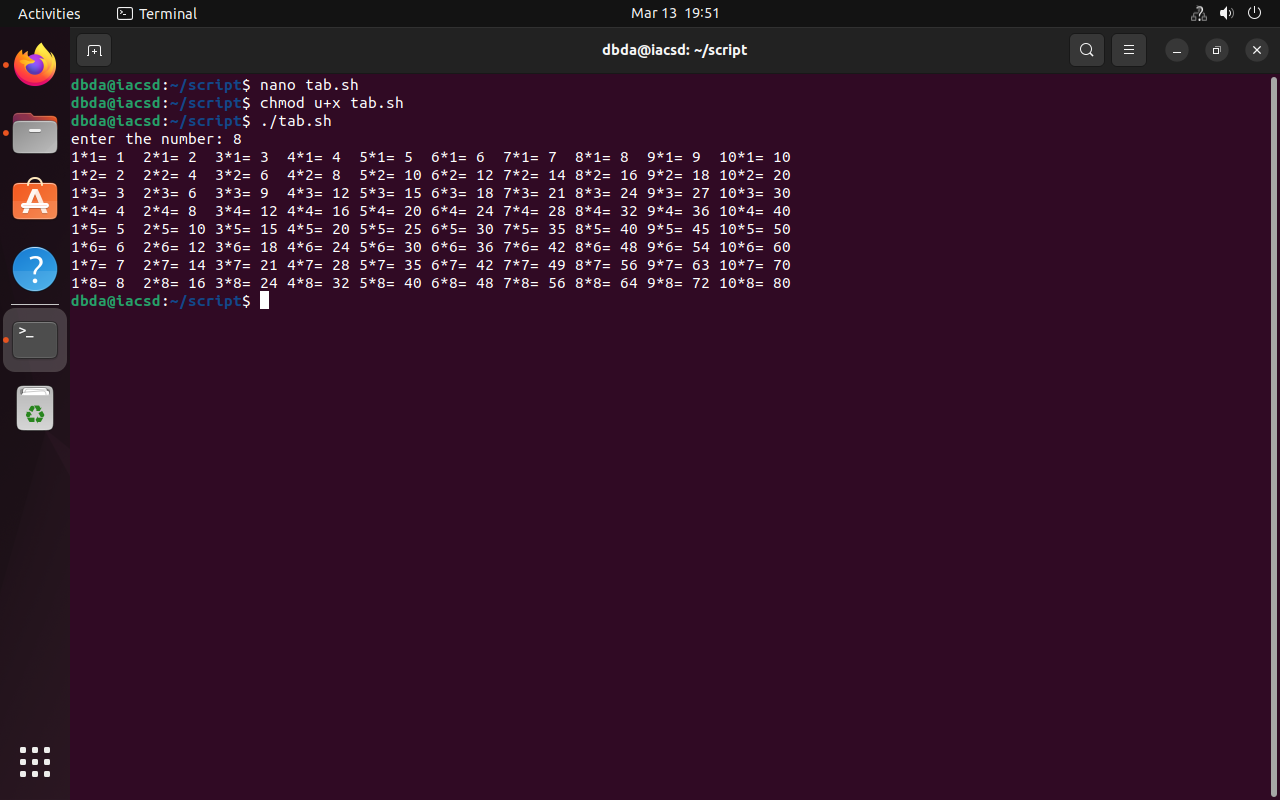 Activities Terminal Mar 13 19:51
dbda@iacsd: ~/script
dbda@iacsd:~/script$ nano tab.sh
dbda@iacsd:~/script$ chmod u+x tab.sh
dbda@iacsd:~/script$ ./tab.sh
enter the number: 8
1*1= 1  2*1= 2  3*1= 3  4*1= 4  5*1= 5  6*1= 6  7*1= 7  8*1= 8  9*1= 9  10*1= 10
1*2= 2  2*2= 4  3*2= 6  4*2= 8  5*2= 10 6*2= 12 7*2= 14 8*2= 16 9*2= 18 10*2= 20
1*3= 3  2*3= 6  3*3= 9  4*3= 12 5*3= 15 6*3= 18 7*3= 21 8*3= 24 9*3= 27 10*3= 30
1*4= 4  2*4= 8  3*4= 12 4*4= 16 5*4= 20 6*4= 24 7*4= 28 8*4= 32 9*4= 36 10*4= 40
1*5= 5  2*5= 10 3*5= 15 4*5= 20 5*5= 25 6*5= 30 7*5= 35 8*5= 40 9*5= 45 10*5= 50
1*6= 6  2*6= 12 3*6= 18 4*6= 24 5*6= 30 6*6= 36 7*6= 42 8*6= 48 9*6= 54 10*6= 60
1*7= 7  2*7= 14 3*7= 21 4*7= 28 5*7= 35 6*7= 42 7*7= 49 8*7= 56 9*7= 63 10*7= 70
1*8= 8  2*8= 16 3*8= 24 4*8= 32 5*8= 40 6*8= 48 7*8= 56 8*8= 64 9*8= 72 10*8= 80
dbda@iacsd:~/script$